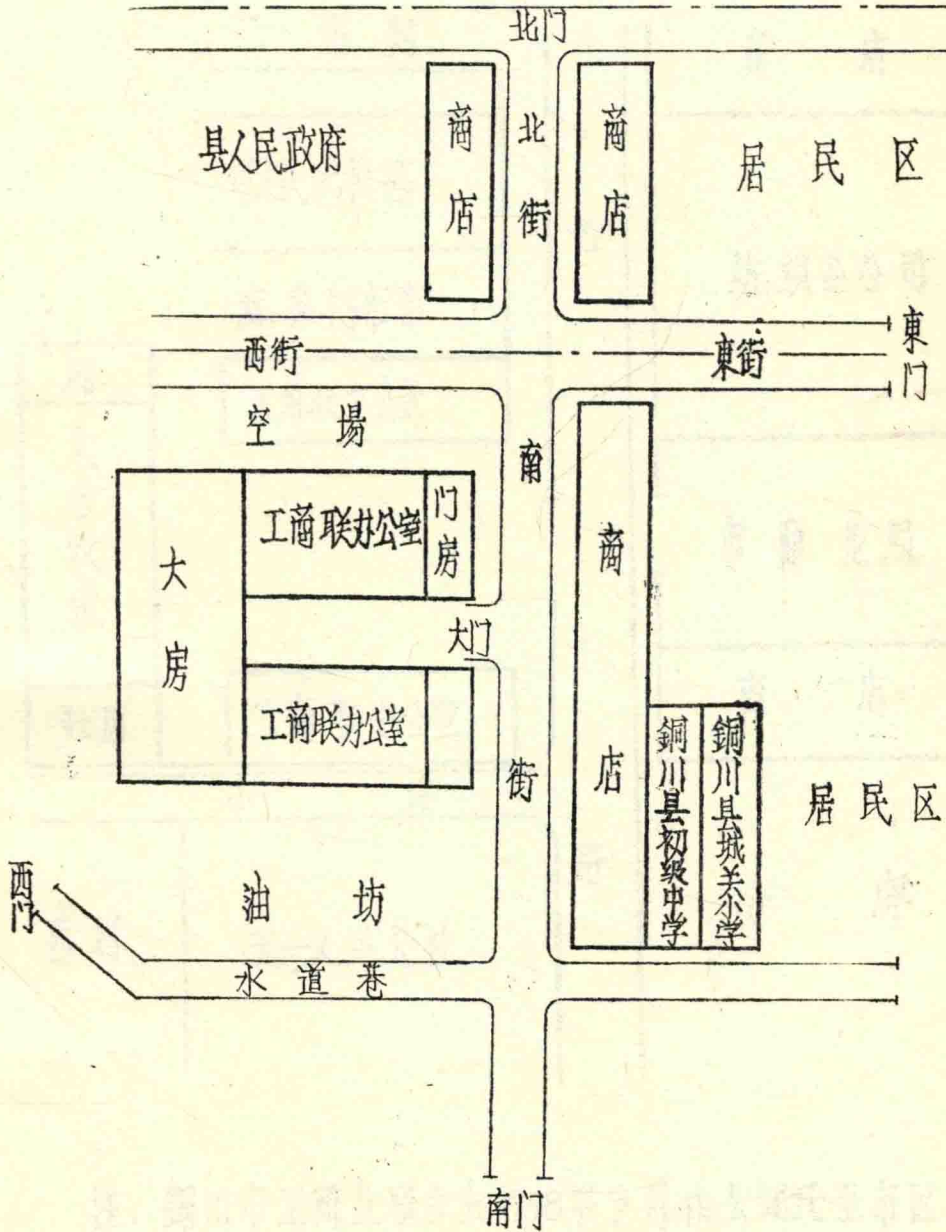 北门
县人民政府
商店
北街
商店
居民区
西街
東街
東门
空場
南街
大房
工商联办公室
门房
商店
大门
工商联办公室
銅川县初级中学
銅川县城关小学
居民区
西门
油坊
水道巷
南门